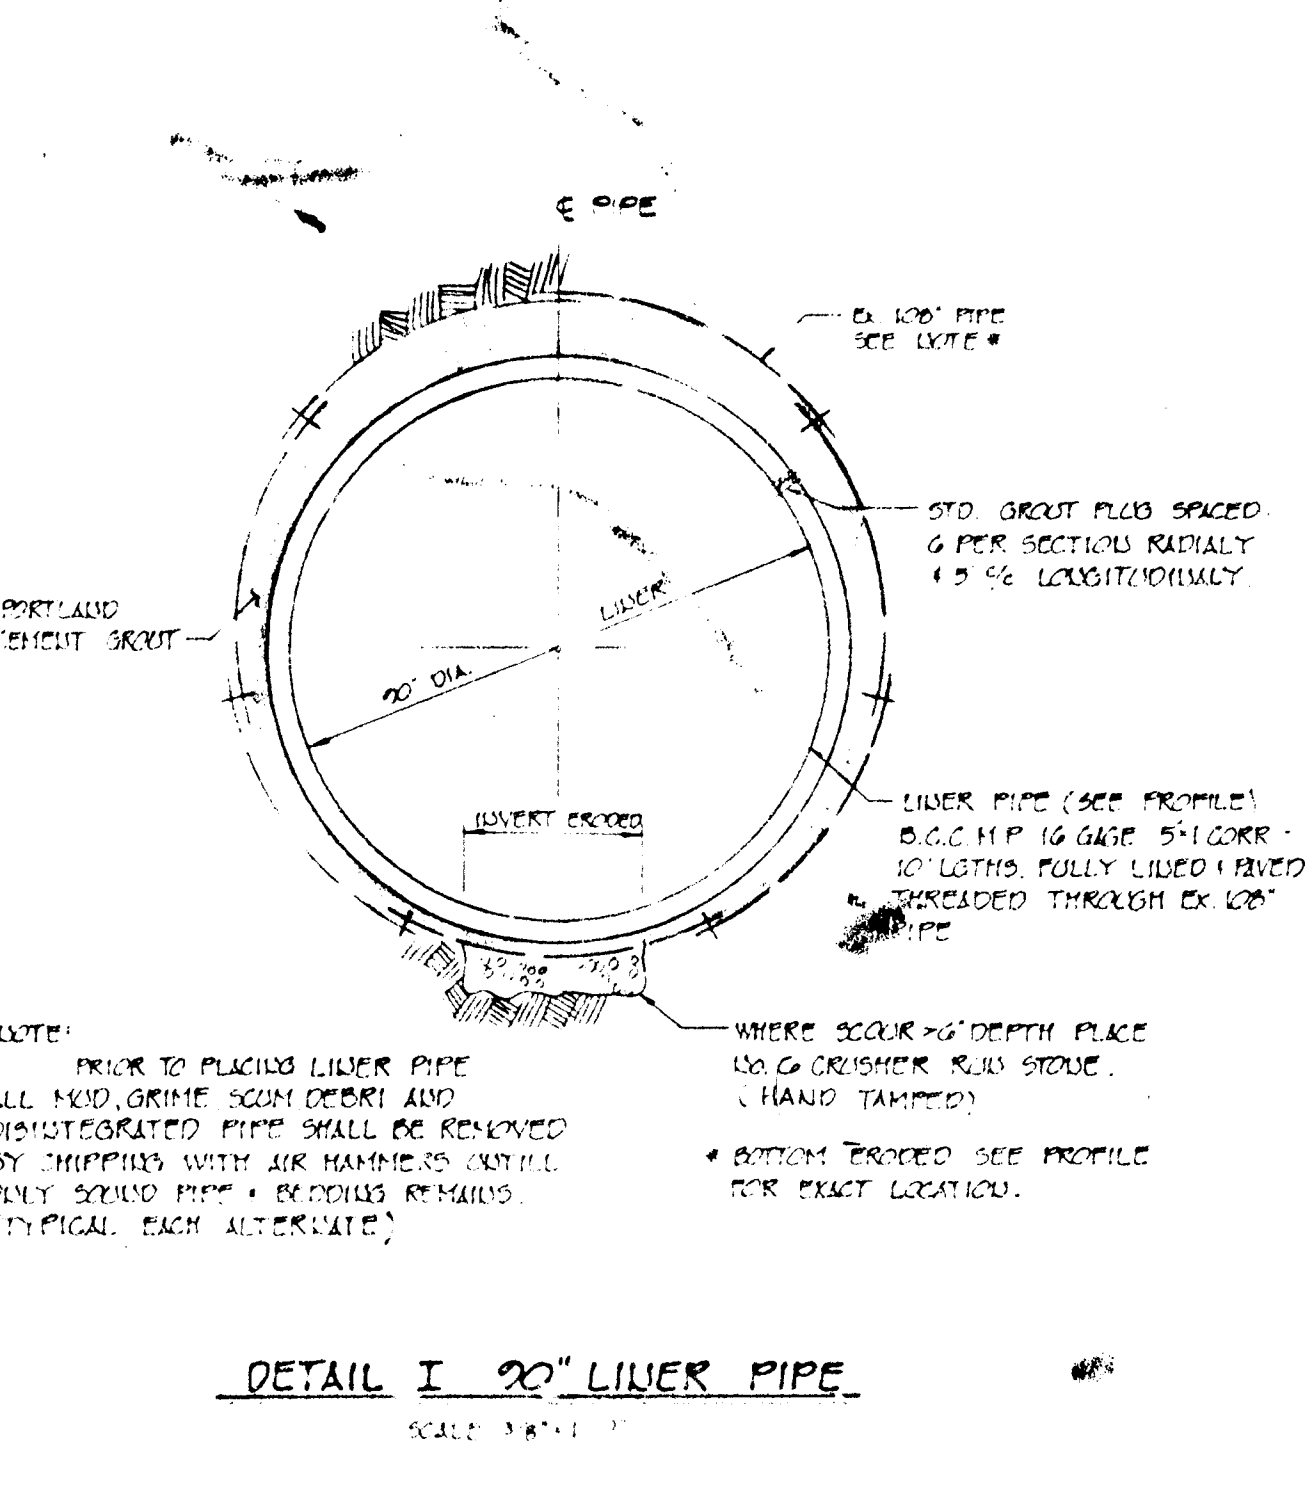 ℄ PIPE
EX. 108" PIPE
SEE NOTE *
STD. GROUT PLUG SPACED
6 PER SECTION RADIALY
& 5' c/c LONGITUDINALY.
PORTLAND
CEMENT GROUT
LINER
90" DIA.
INVERT ERODED
LINER PIPE (SEE PROFILE)
B.C.C.M.P. 16 GAGE 5"x1 CORR -
10' LGTHS. FULLY LINED & PAVED
THREADED THROUGH EX. 108"
PIPE
WHERE SCOUR >6" DEPTH PLACE
NO. 6 CRUSHER RUN STONE.
(HAND TAMPED)
* BOTTOM ERODED SEE PROFILE
FOR EXACT LOCATION.
NOTE:
PRIOR TO PLACING LINER PIPE
ALL MUD, GRIME SCUM DEBRI AND
DISINTEGRATED PIPE SHALL BE REMOVED
BY CHIPPING WITH AIR HAMMERS UNTILL
ONLY SOUND PIPE & BEDDING REMAINS.
(TYPICAL EACH ALTERNATE)
DETAIL I 90" LINER PIPE
SCALE 3/8" = 1'